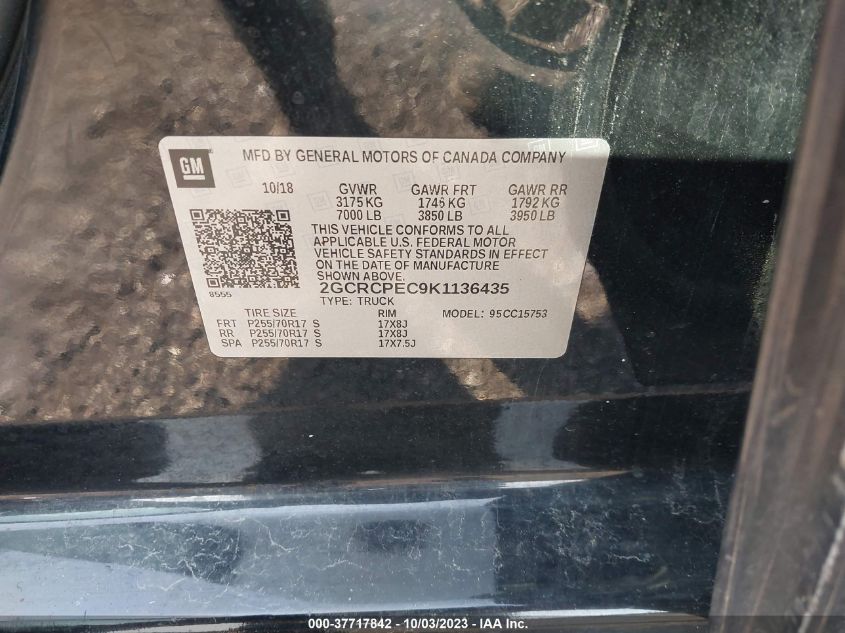 GM
MFD BY GENERAL MOTORS OF CANADA COMPANY
10/18 GVWR GAWR FRT GAWR RR
3175 KG 1746 KG 1792 KG
7000 LB 3850 LB 3950 LB
THIS VEHICLE CONFORMS TO ALL
APPLICABLE U.S. FEDERAL MOTOR
VEHICLE SAFETY STANDARDS IN EFFECT
ON THE DATE OF MANUFACTURE
SHOWN ABOVE.
8555
2GCRCPEC9K1136435
TYPE: TRUCK
TIRE SIZE RIM MODEL: 95CC15753
FRT P255/70R17 S 17X8J
RR P255/70R17 S 17X8J
SPA P255/70R17 S 17X7.5J
000-37717842 - 10/03/2023 - IAA Inc.